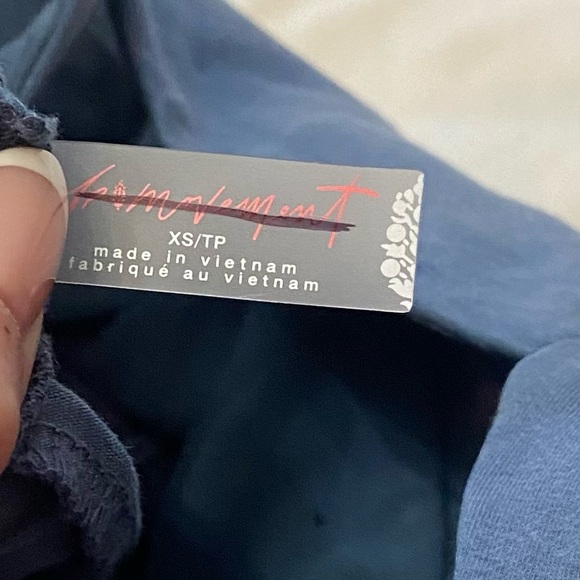 movement
XS/TP
made in vietnam
fabriqué au vietnam